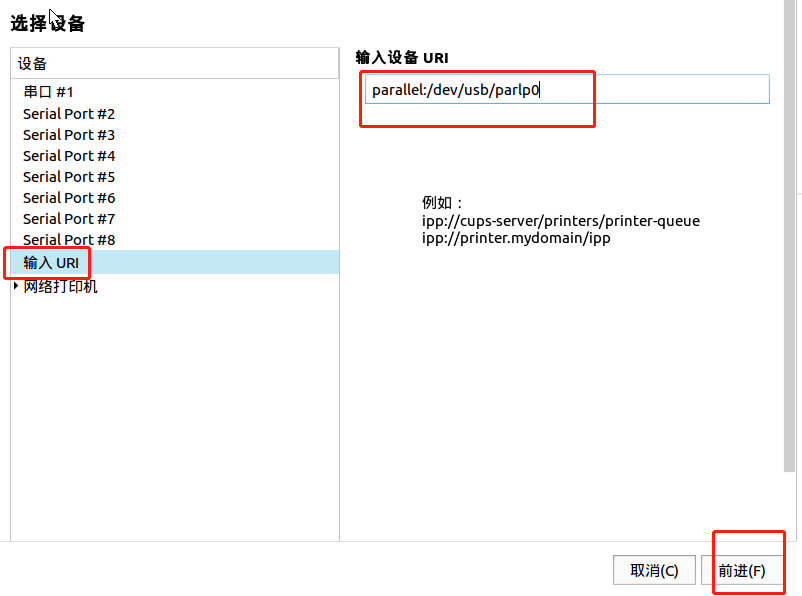 选择设备
设备
串口 #1
Serial Port #2
Serial Port #3
Serial Port #4
Serial Port #5
Serial Port #6
Serial Port #7
Serial Port #8
输入 URI
网络打印机
输入设备 URI
parallel:/dev/usb/parlp0
例如：
ipp://cups-server/printers/printer-queue
ipp://printer.mydomain/ipp
取消(C)
前进(F)